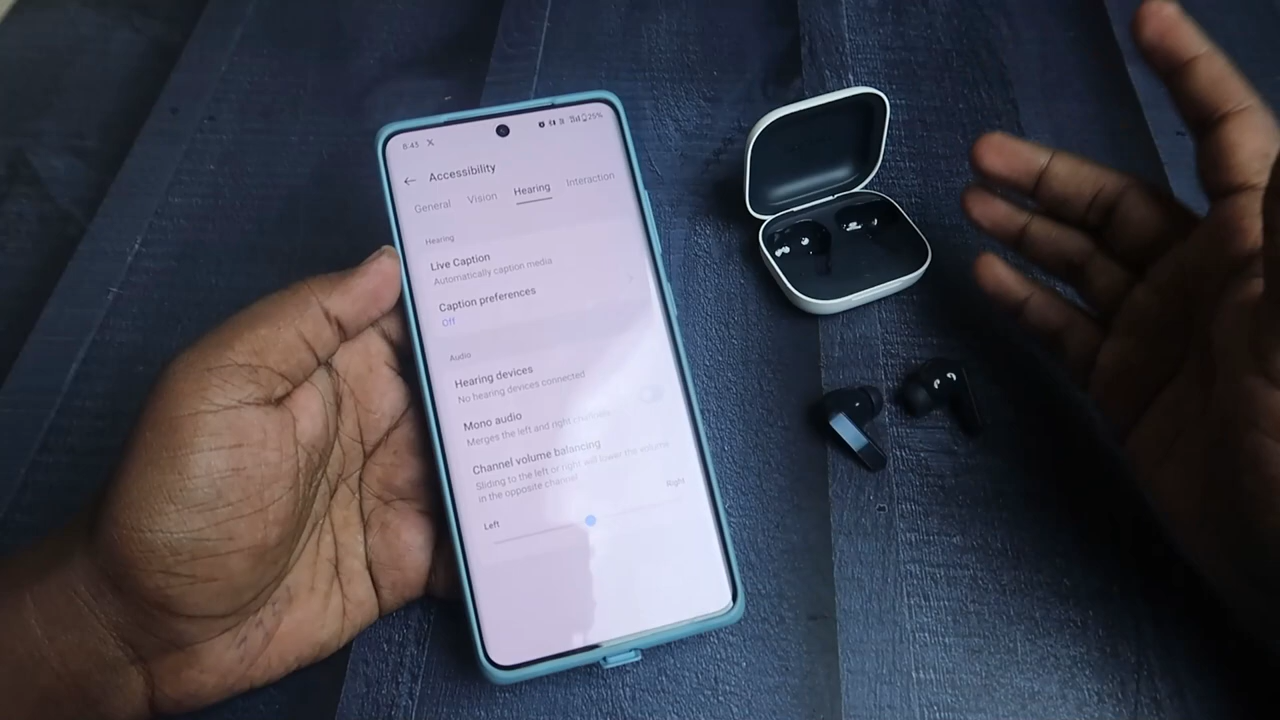 8:43 X 25%
Accessibility
General Vision Hearing Interaction
Hearing
Live Caption
Automatically caption media
Caption preferences
Off
Audio
Hearing devices
No hearing devices connected
Mono audio
Merges the left and right channels
Channel volume balancing
Sliding to the left or right will lower the volume
in the opposite channel
Left Right